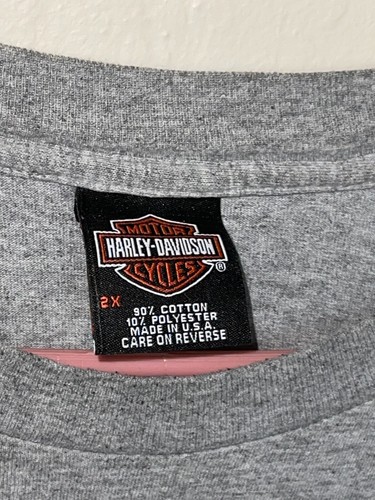 MOTOR
HARLEY-DAVIDSON
CYCLES ®
2X
90% COTTON
10% POLYESTER
MADE IN U.S.A.
CARE ON REVERSE